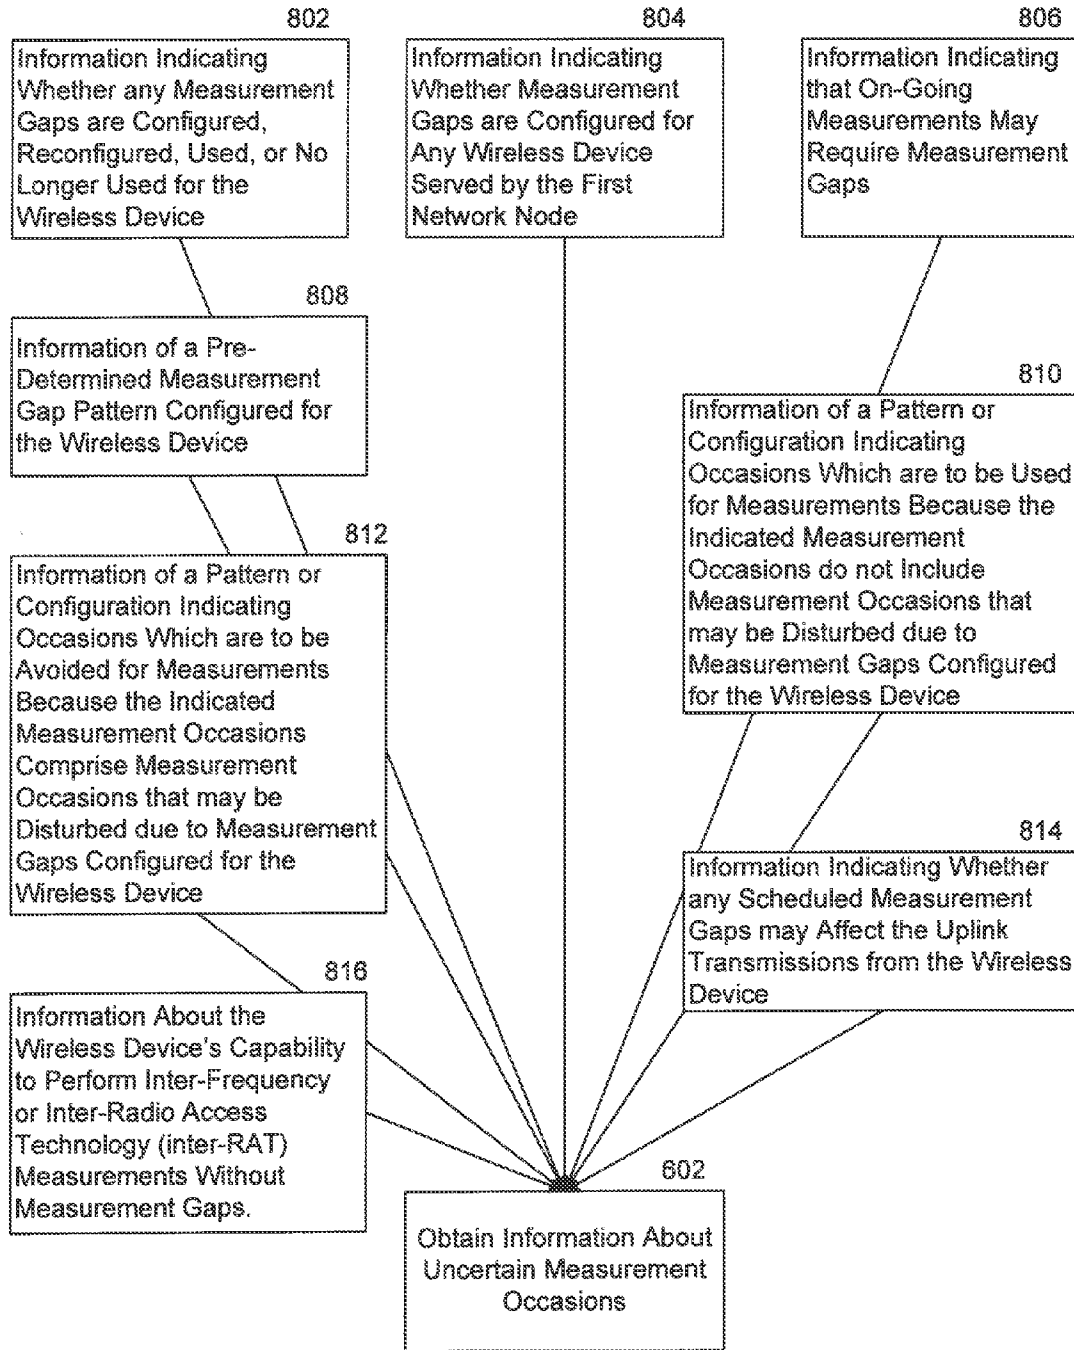 802
Information Indicating
Whether any Measurement
Gaps are Configured,
Reconfigured, Used, or No
Longer Used for the
Wireless Device
804
Information Indicating
Whether Measurement
Gaps are Configured for
Any Wireless Device
Served by the First
Network Node
806
Information Indicating
that On-Going
Measurements May
Require Measurement
Gaps
808
Information of a Pre-
Determined Measurement
Gap Pattern Configured for
the Wireless Device
810
Information of a Pattern or
Configuration Indicating
Occasions Which are to be Used
for Measurements Because the
Indicated Measurement
Occasions do not Include
Measurement Occasions that
may be Disturbed due to
Measurement Gaps Configured
for the Wireless Device
812
Information of a Pattern or
Configuration Indicating
Occasions Which are to be
Avoided for Measurements
Because the Indicated
Measurement Occasions
Comprise Measurement
Occasions that may be
Disturbed due to Measurement
Gaps Configured for the
Wireless Device
814
Information Indicating Whether
any Scheduled Measurement
Gaps may Affect the Uplink
Transmissions from the Wireless
Device
816
Information About the
Wireless Device's Capability
to Perform Inter-Frequency
or Inter-Radio Access
Technology (inter-RAT)
Measurements Without
Measurement Gaps.
602
Obtain Information About
Uncertain Measurement
Occasions